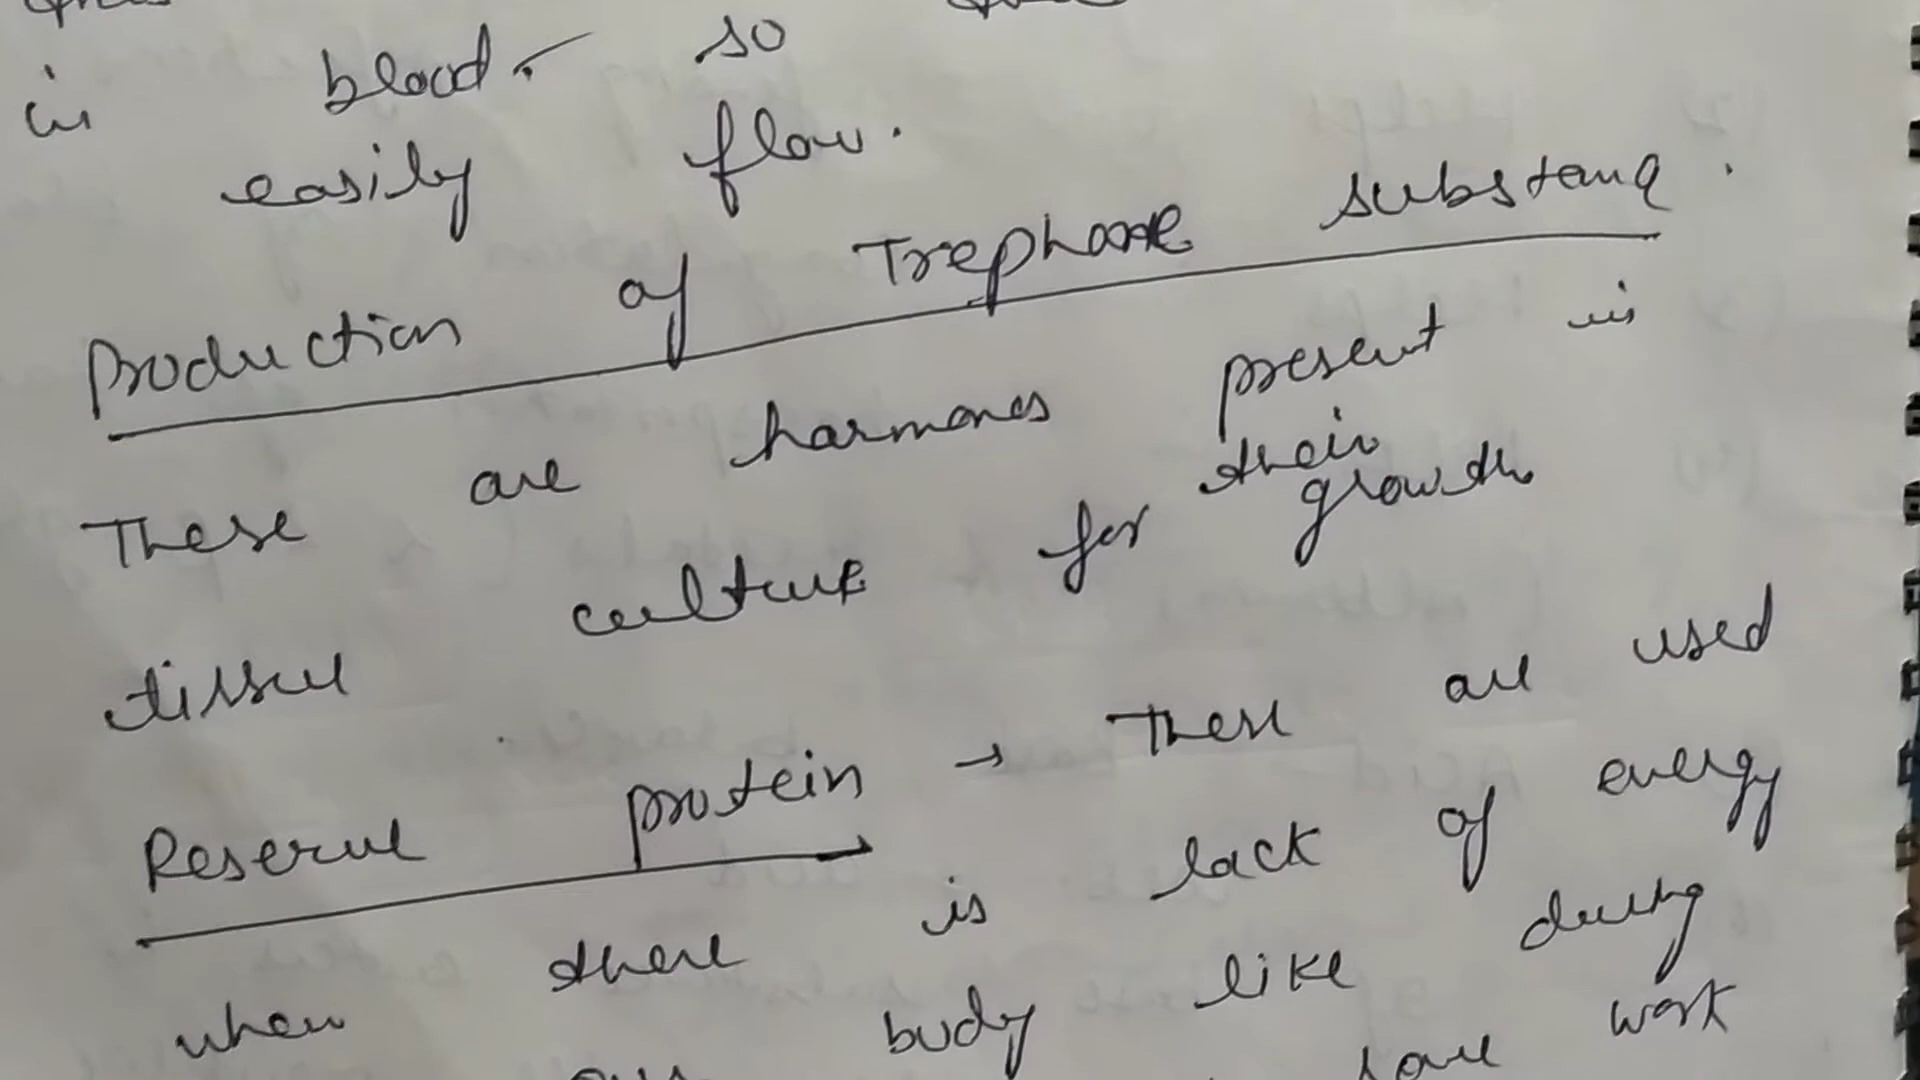 in blood. so
easily flow.
Production of Trephone substance.
These are harmones present in
tissue culture for their growth
Reserve protein → These are used
when there is lack of energy
our body like during
work